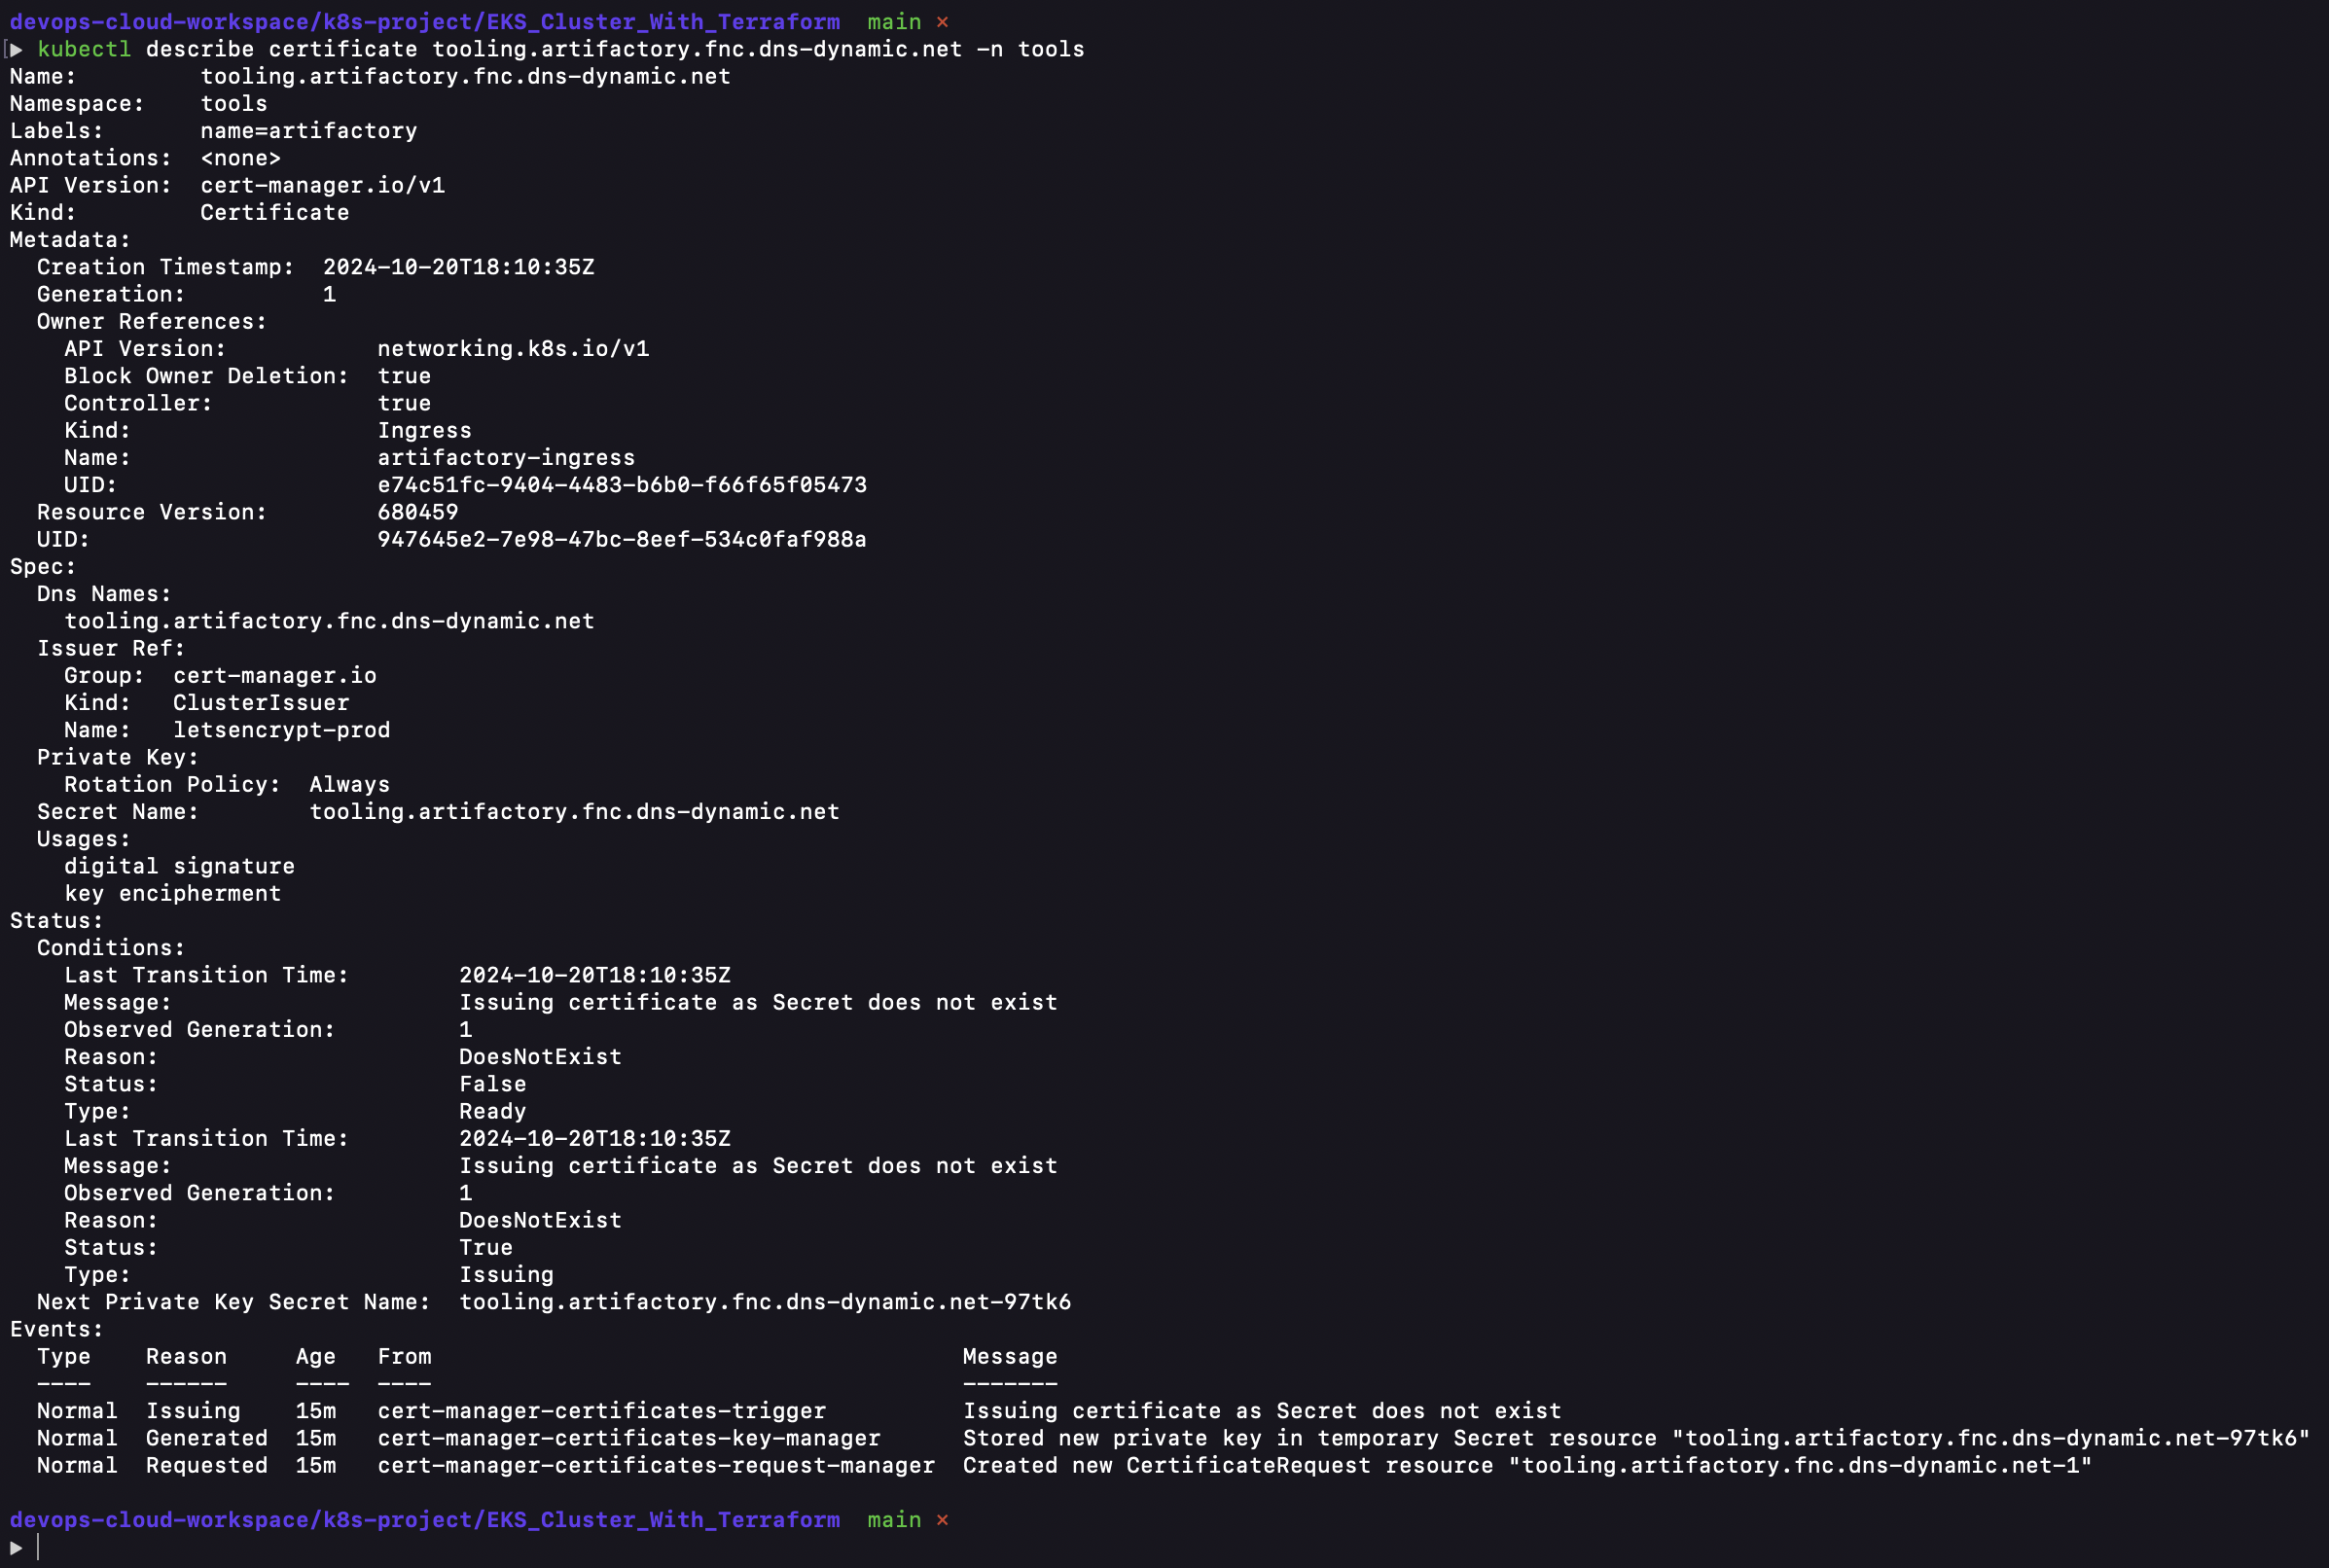 devops-cloud-workspace/k8s-project/EKS_Cluster_With_Terraform  main ×
[▶ kubectl describe certificate tooling.artifactory.fnc.dns-dynamic.net -n tools
Name:         tooling.artifactory.fnc.dns-dynamic.net
Namespace:    tools
Labels:       name=artifactory
Annotations:  <none>
API Version:  cert-manager.io/v1
Kind:         Certificate
Metadata:
  Creation Timestamp:  2024-10-20T18:10:35Z
  Generation:          1
  Owner References:
    API Version:           networking.k8s.io/v1
    Block Owner Deletion:  true
    Controller:            true
    Kind:                  Ingress
    Name:                  artifactory-ingress
    UID:                   e74c51fc-9404-4483-b6b0-f66f65f05473
  Resource Version:        680459
  UID:                     947645e2-7e98-47bc-8eef-534c0faf988a
Spec:
  Dns Names:
    tooling.artifactory.fnc.dns-dynamic.net
  Issuer Ref:
    Group:  cert-manager.io
    Kind:   ClusterIssuer
    Name:   letsencrypt-prod
  Private Key:
    Rotation Policy:  Always
  Secret Name:        tooling.artifactory.fnc.dns-dynamic.net
  Usages:
    digital signature
    key encipherment
Status:
  Conditions:
    Last Transition Time:        2024-10-20T18:10:35Z
    Message:                     Issuing certificate as Secret does not exist
    Observed Generation:         1
    Reason:                      DoesNotExist
    Status:                      False
    Type:                        Ready
    Last Transition Time:        2024-10-20T18:10:35Z
    Message:                     Issuing certificate as Secret does not exist
    Observed Generation:         1
    Reason:                      DoesNotExist
    Status:                      True
    Type:                        Issuing
  Next Private Key Secret Name:  tooling.artifactory.fnc.dns-dynamic.net-97tk6
Events:
  Type    Reason     Age   From                                       Message
  ----    ------     ----  ----                                       -------
  Normal  Issuing    15m   cert-manager-certificates-trigger          Issuing certificate as Secret does not exist
  Normal  Generated  15m   cert-manager-certificates-key-manager      Stored new private key in temporary Secret resource "tooling.artifactory.fnc.dns-dynamic.net-97tk6"
  Normal  Requested  15m   cert-manager-certificates-request-manager  Created new CertificateRequest resource "tooling.artifactory.fnc.dns-dynamic.net-1"
devops-cloud-workspace/k8s-project/EKS_Cluster_With_Terraform  main ×
▶